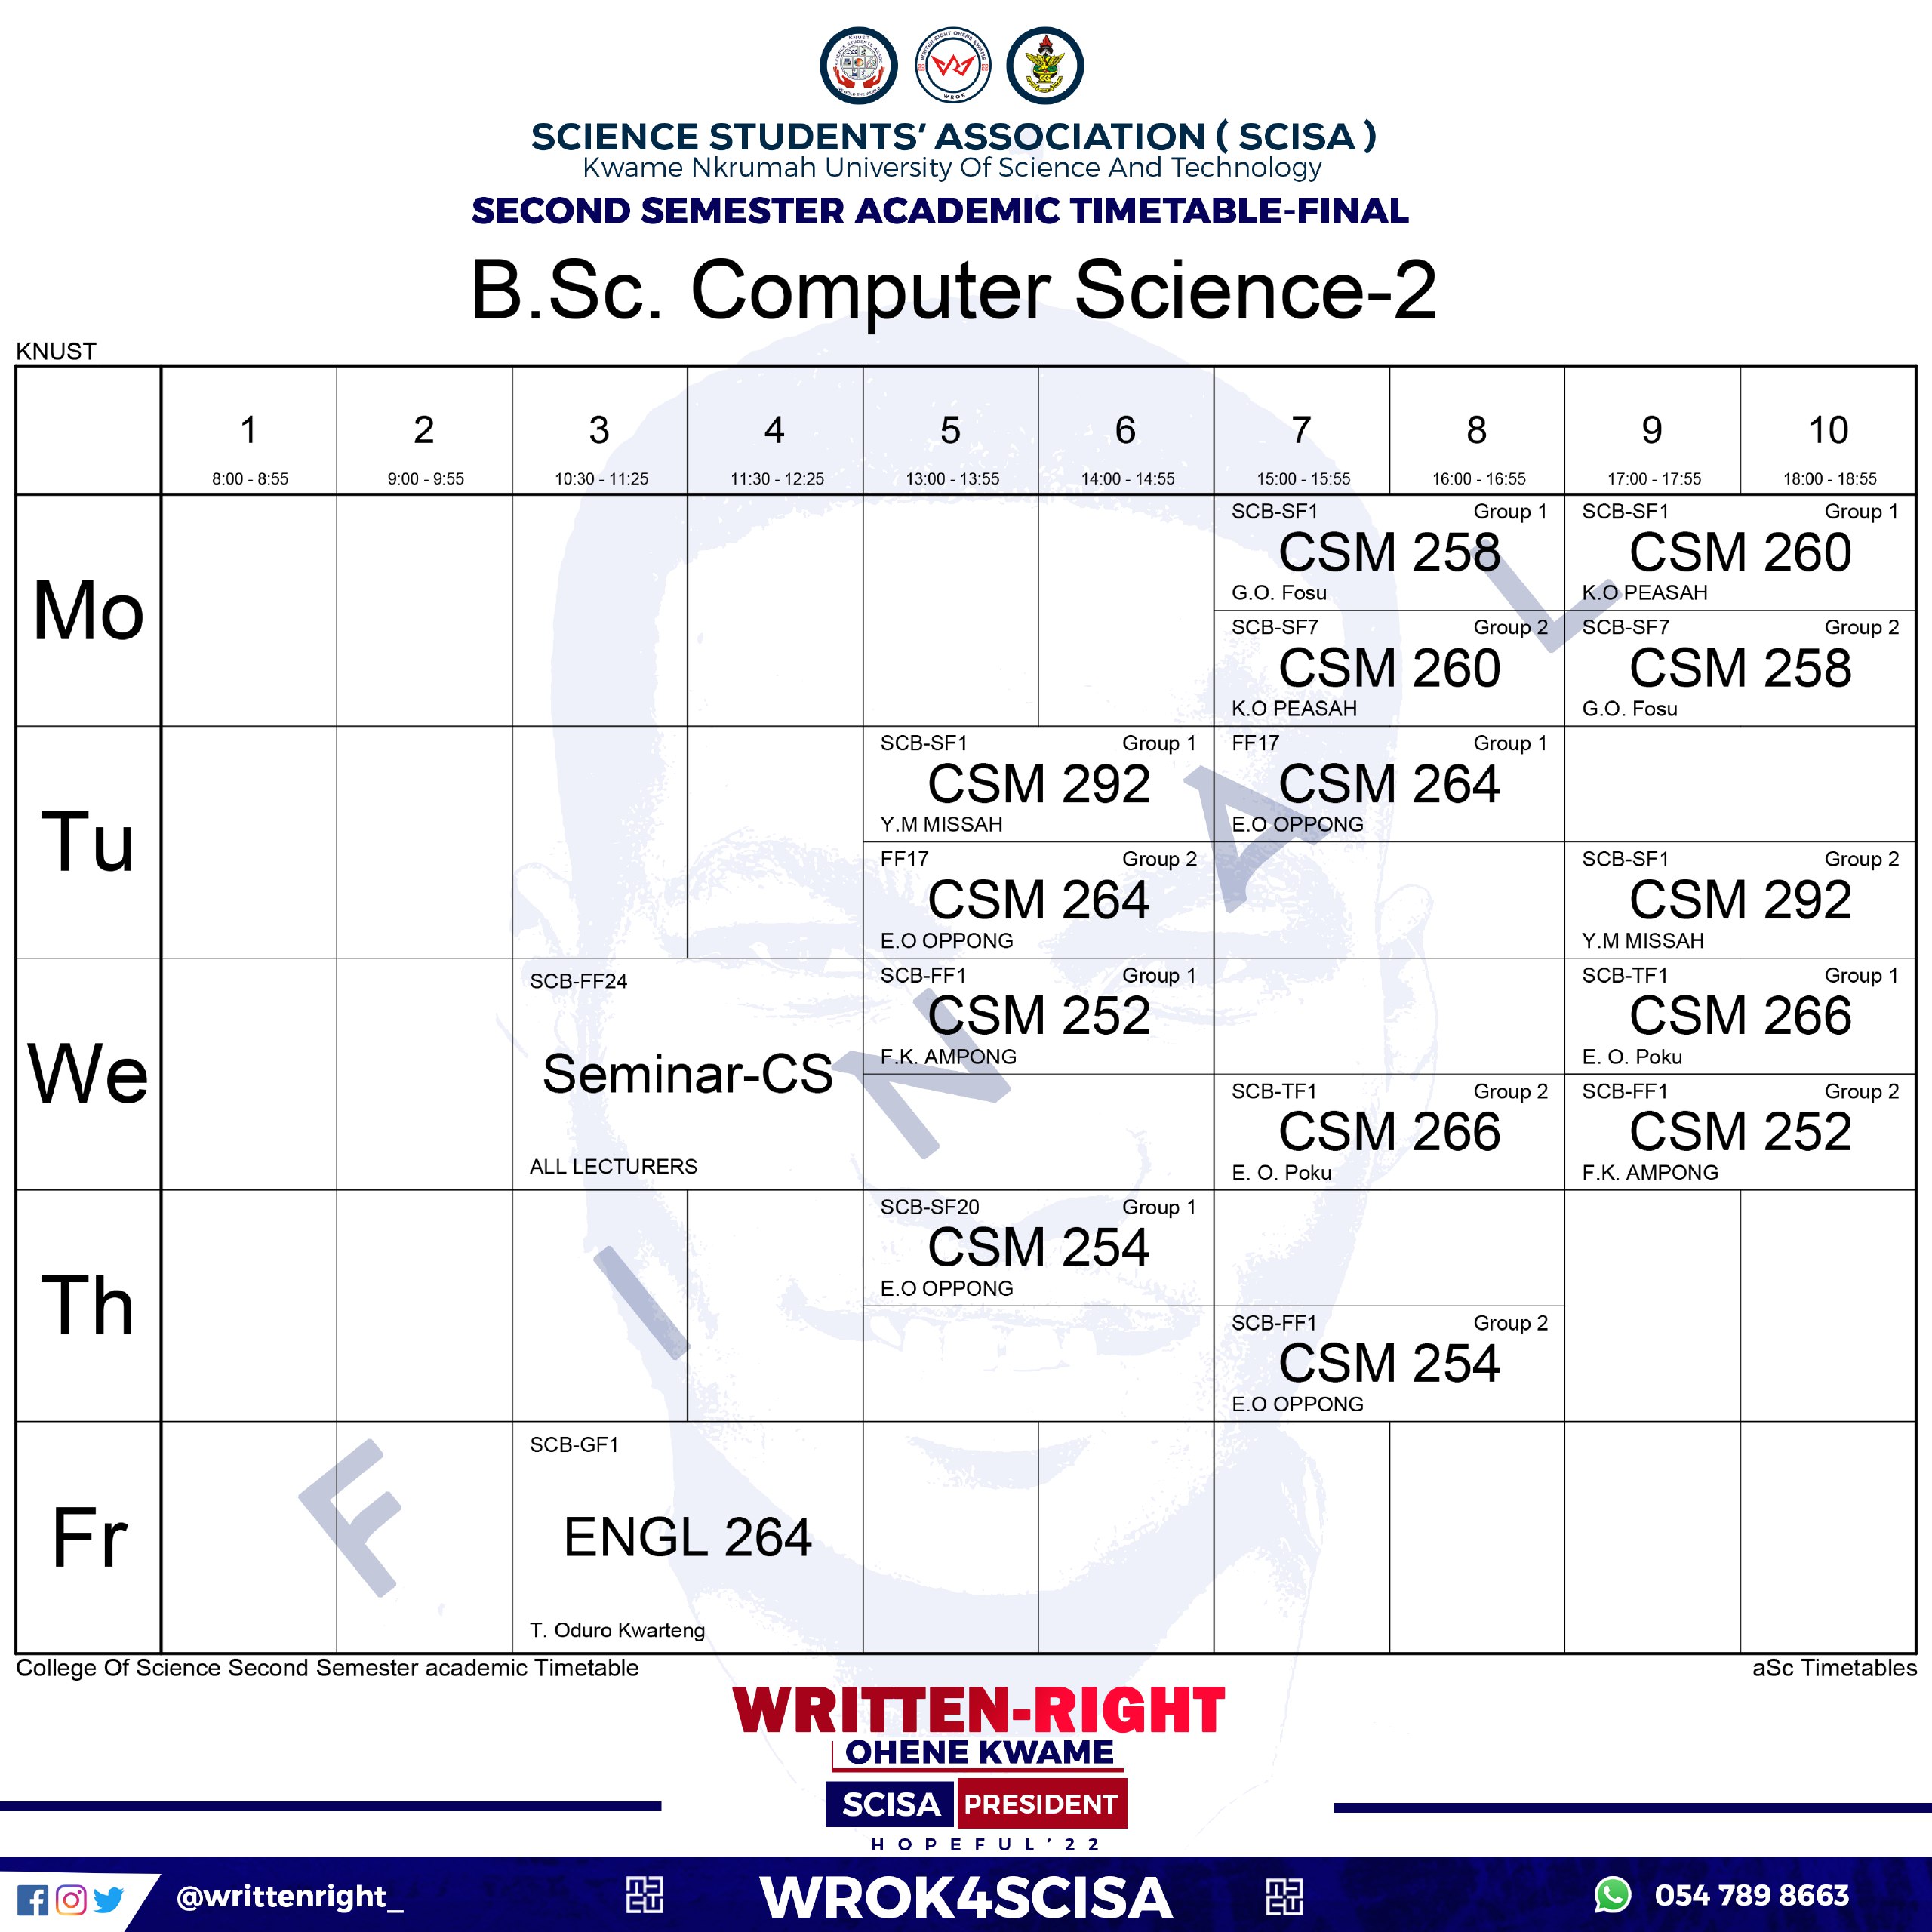 SCIENCE STUDENTS' ASSOCIATION ( SCISA )
Kwame Nkrumah University Of Science And Technology
SECOND SEMESTER ACADEMIC TIMETABLE-FINAL
B.Sc. Computer Science-2
KNUST
1 2 3 4 5 6 7 8 9 10
8:00 - 8:55 9:00 - 9:55 10:30 - 11:25 11:30 - 12:25 13:00 - 13:55 14:00 - 14:55 15:00 - 15:55 16:00 - 16:55 17:00 - 17:55 18:00 - 18:55
Mo
SCB-SF1 Group 1 SCB-SF1 Group 1
CSM 258 CSM 260
G.O. Fosu K.O PEASAH
SCB-SF7 Group 2 SCB-SF7 Group 2
CSM 260 CSM 258
K.O PEASAH G.O. Fosu
Tu
SCB-SF1 Group 1 FF17 Group 1
CSM 292 CSM 264
Y.M MISSAH E.O OPPONG
FF17 Group 2 SCB-SF1 Group 2
CSM 264 CSM 292
E.O OPPONG Y.M MISSAH
We
SCB-FF24 SCB-FF1 Group 1 SCB-TF1 Group 1
CSM 252 CSM 266
F.K. AMPONG E. O. Poku
Seminar-CS
SCB-TF1 Group 2 SCB-FF1 Group 2
CSM 266 CSM 252
ALL LECTURERS E. O. Poku F.K. AMPONG
Th
SCB-SF20 Group 1
CSM 254
E.O OPPONG
SCB-FF1 Group 2
CSM 254
E.O OPPONG
Fr
SCB-GF1
ENGL 264
T. Oduro Kwarteng
FINAL
College Of Science Second Semester academic Timetable aSc Timetables
WRITTEN-RIGHT
OHENE KWAME
SCISA PRESIDENT
HOPEFUL'22
@writtenright_ WROK4SCISA 054 789 8663